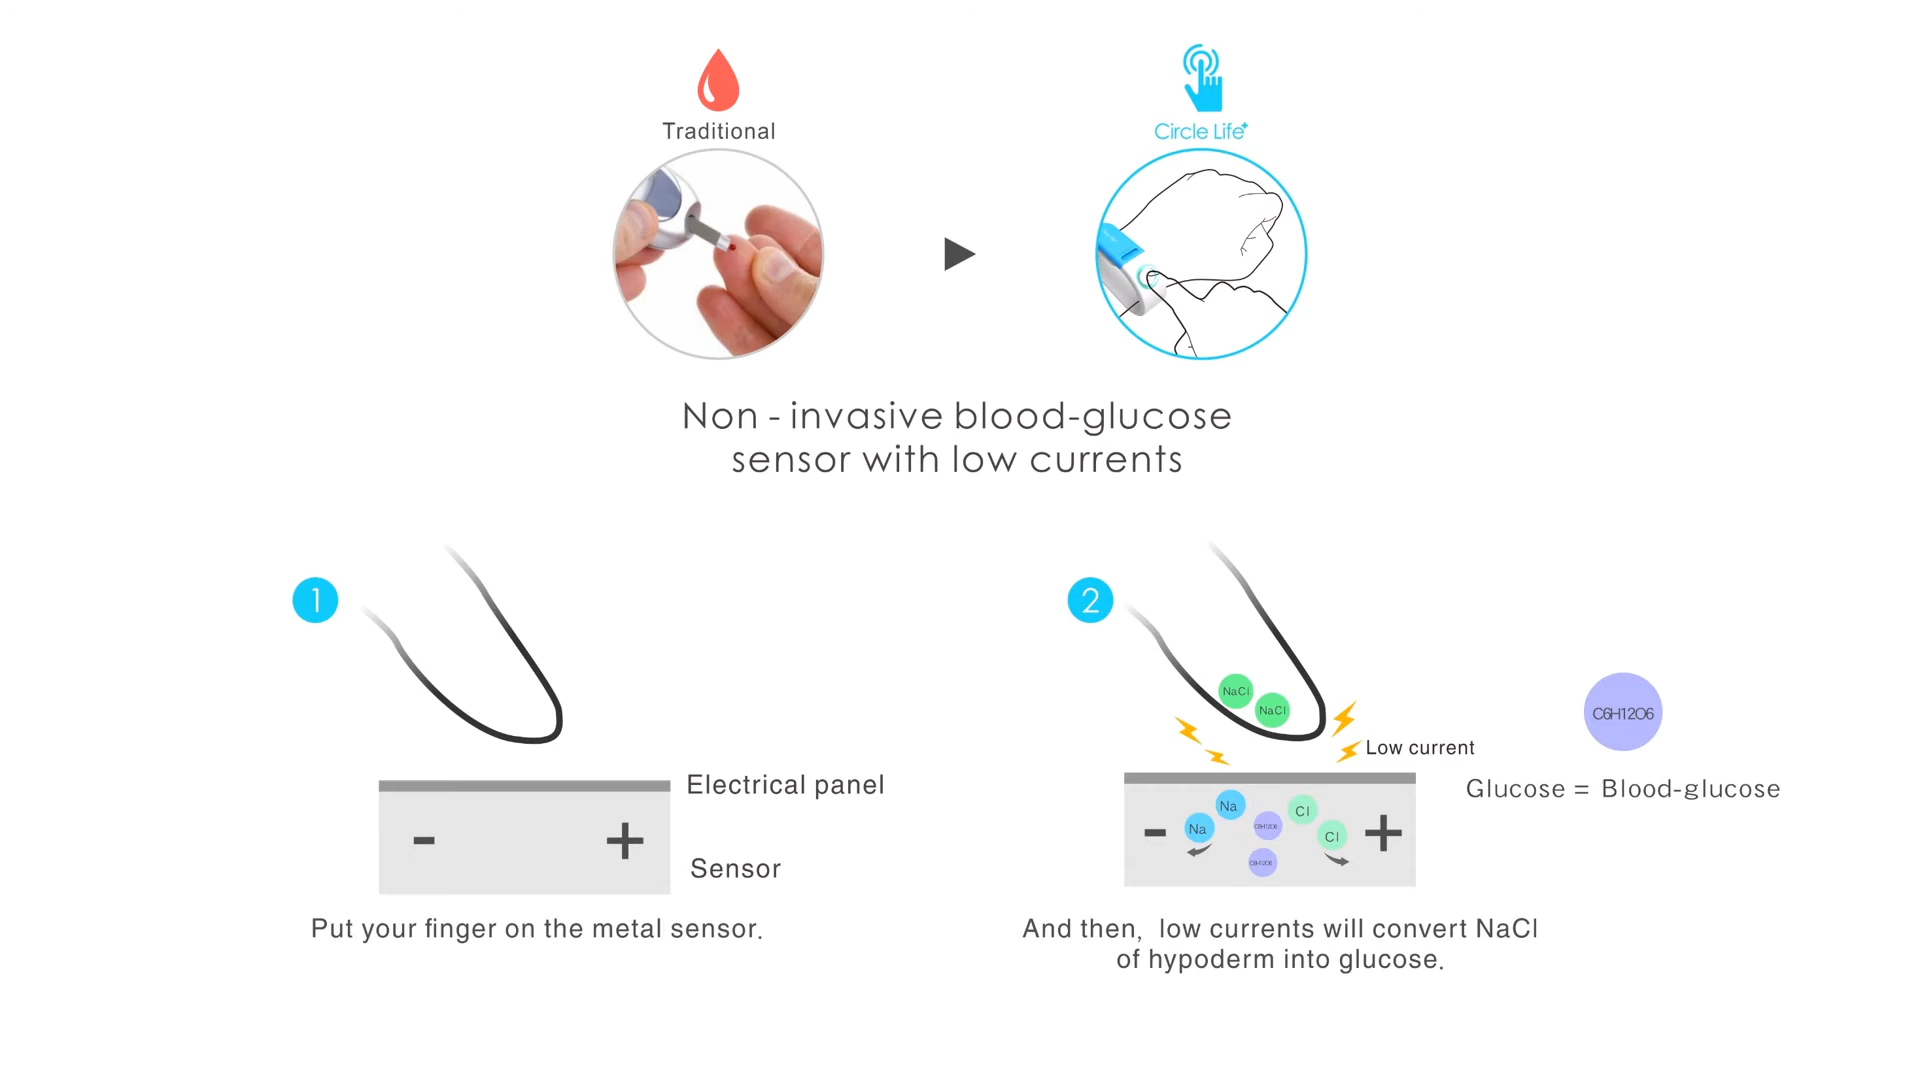 Traditional
Circle Life+
Non - invasive blood-glucose
sensor with low currents
1
Electrical panel
-
+
Sensor
Put your finger on the metal sensor.
2
NaCl
NaCl
Low current
C6H12O6
Glucose = Blood-glucose
Na
Na
C6H12O6
C6H12O6
Cl
Cl
-
+
And then, low currents will convert NaCl
of hypoderm into glucose.